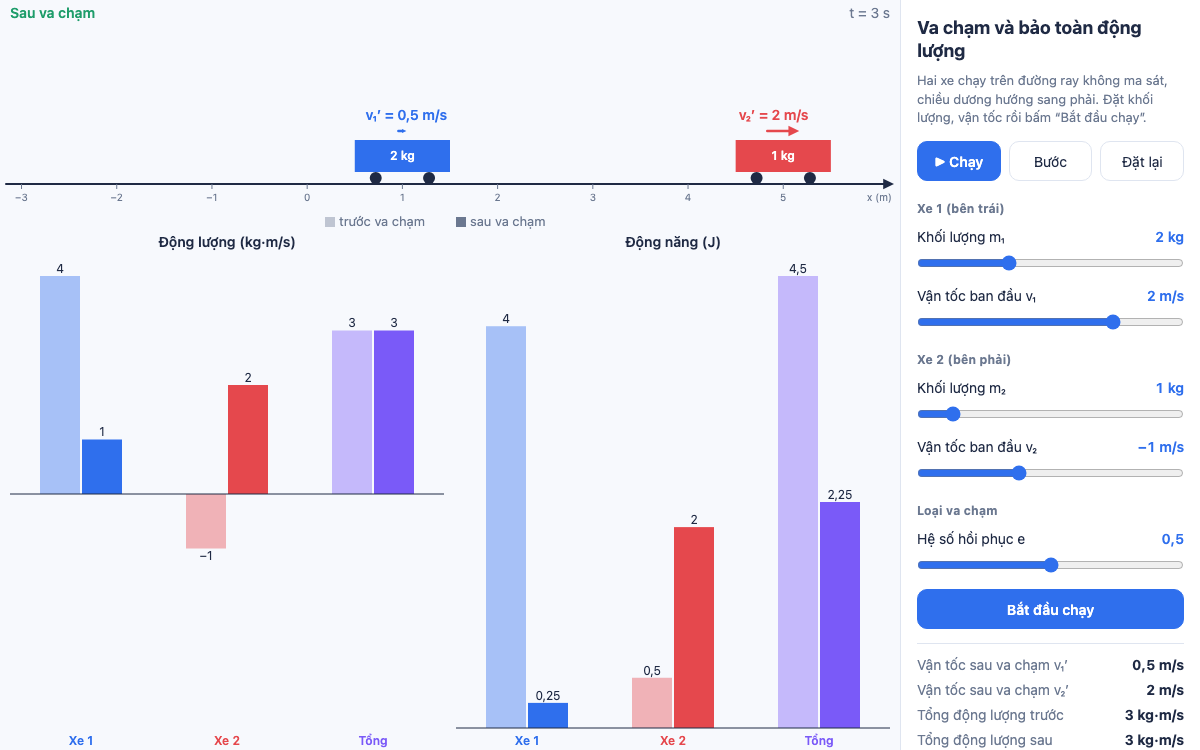 Sau va chạm
t = 3 s
v₁′ = 0,5 m/s
v₂′ = 2 m/s
2 kg
1 kg
−3 −2 −1 0 1 2 3 4 5 x (m)
trước va chạm sau va chạm
Động lượng (kg·m/s)
4
1
−1
2
3
3
Xe 1 Xe 2 Tổng
Động năng (J)
4
0,25
0,5
2
4,5
2,25
Xe 1 Xe 2 Tổng
Va chạm và bảo toàn động
lượng
Hai xe chạy trên đường ray không ma sát,
chiều dương hướng sang phải. Đặt khối
lượng, vận tốc rồi bấm “Bắt đầu chạy”.
Chạy Bước Đặt lại
Xe 1 (bên trái)
Khối lượng m₁ 2 kg
Vận tốc ban đầu v₁ 2 m/s
Xe 2 (bên phải)
Khối lượng m₂ 1 kg
Vận tốc ban đầu v₂ −1 m/s
Loại va chạm
Hệ số hồi phục e 0,5
Bắt đầu chạy
Vận tốc sau va chạm v₁′ 0,5 m/s
Vận tốc sau va chạm v₂′ 2 m/s
Tổng động lượng trước 3 kg·m/s
Tổng động lượng sau 3 kg·m/s